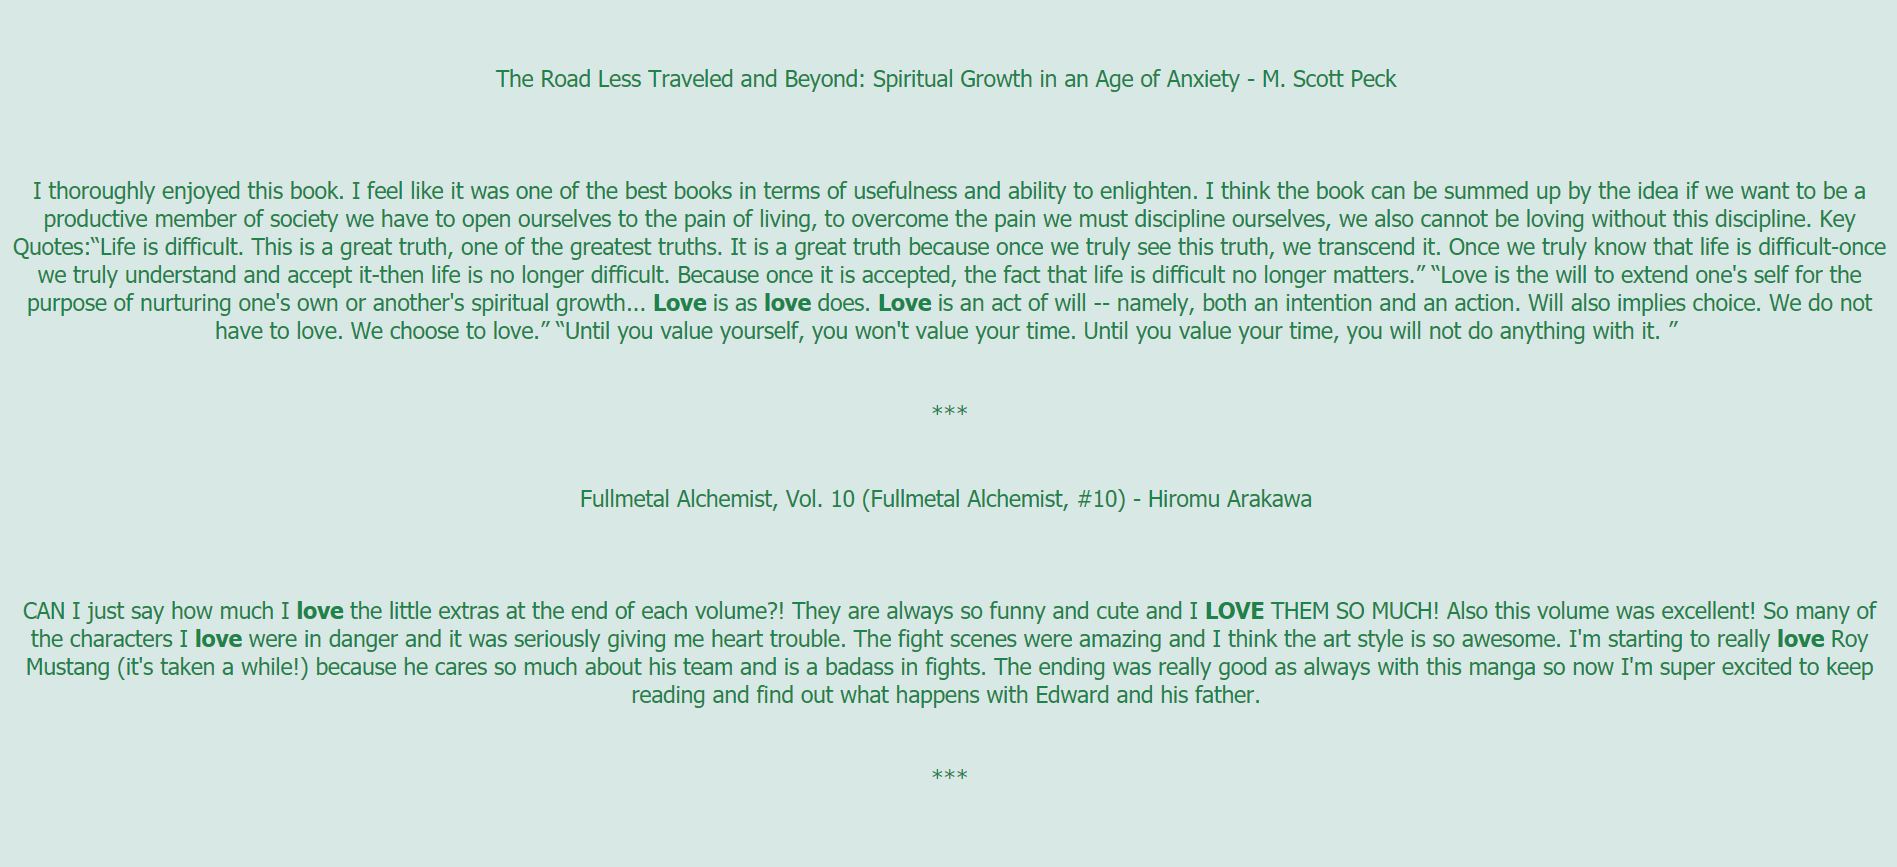 The Road Less Traveled and Beyond: Spiritual Growth in an Age of Anxiety - M. Scott Peck
I thoroughly enjoyed this book. I feel like it was one of the best books in terms of usefulness and ability to enlighten. I think the book can be summed up by the idea if we want to be a
productive member of society we have to open ourselves to the pain of living, to overcome the pain we must discipline ourselves, we also cannot be loving without this discipline. Key
Quotes:“Life is difficult. This is a great truth, one of the greatest truths. It is a great truth because once we truly see this truth, we transcend it. Once we truly know that life is difficult-once
we truly understand and accept it-then life is no longer difficult. Because once it is accepted, the fact that life is difficult no longer matters.” “Love is the will to extend one's self for the
purpose of nurturing one's own or another's spiritual growth... Love is as love does. Love is an act of will -- namely, both an intention and an action. Will also implies choice. We do not
have to love. We choose to love.” “Until you value yourself, you won't value your time. Until you value your time, you will not do anything with it. ”
***
Fullmetal Alchemist, Vol. 10 (Fullmetal Alchemist, #10) - Hiromu Arakawa
CAN I just say how much I love the little extras at the end of each volume?! They are always so funny and cute and I LOVE THEM SO MUCH! Also this volume was excellent! So many of
the characters I love were in danger and it was seriously giving me heart trouble. The fight scenes were amazing and I think the art style is so awesome. I'm starting to really love Roy
Mustang (it's taken a while!) because he cares so much about his team and is a badass in fights. The ending was really good as always with this manga so now I'm super excited to keep
reading and find out what happens with Edward and his father.
***